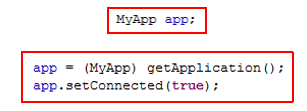 MyApp app;
app = (MyApp) getApplication();
app.setConnected(true);